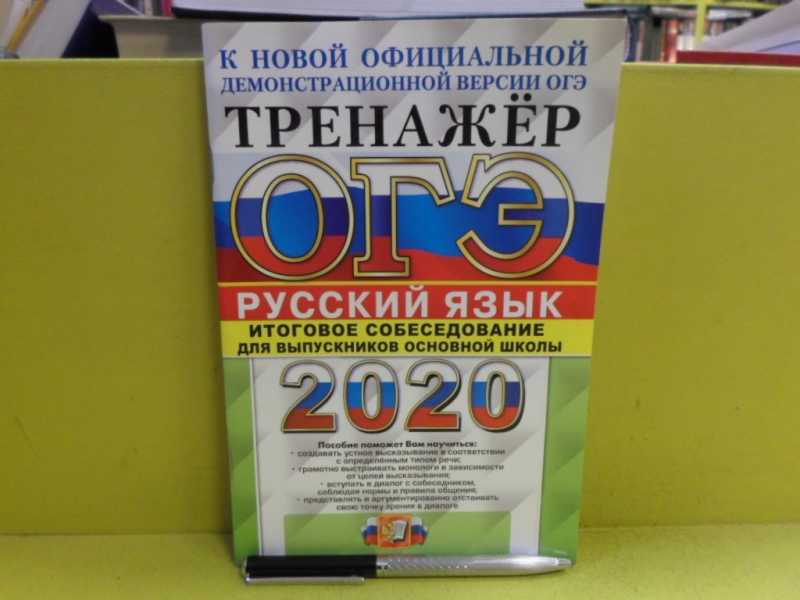 К НОВОЙ ОФИЦИАЛЬНОЙ
ДЕМОНСТРАЦИОННОЙ ВЕРСИИ ОГЭ
ТРЕНАЖЁР
ОГЭ
РУССКИЙ ЯЗЫК
ИТОГОВОЕ СОБЕСЕДОВАНИЕ
ДЛЯ ВЫПУСКНИКОВ ОСНОВНОЙ ШКОЛЫ
2020
Пособие поможет Вам научиться:
• создавать устное высказывание в соответствии
с определённым типом речи;
• грамотно выстраивать монологи в зависимости
от целей высказывания;
• вступать в диалог с собеседником,
соблюдая нормы и правила общения;
• представлять и аргументированно отстаивать
свою точку зрения в диалоге